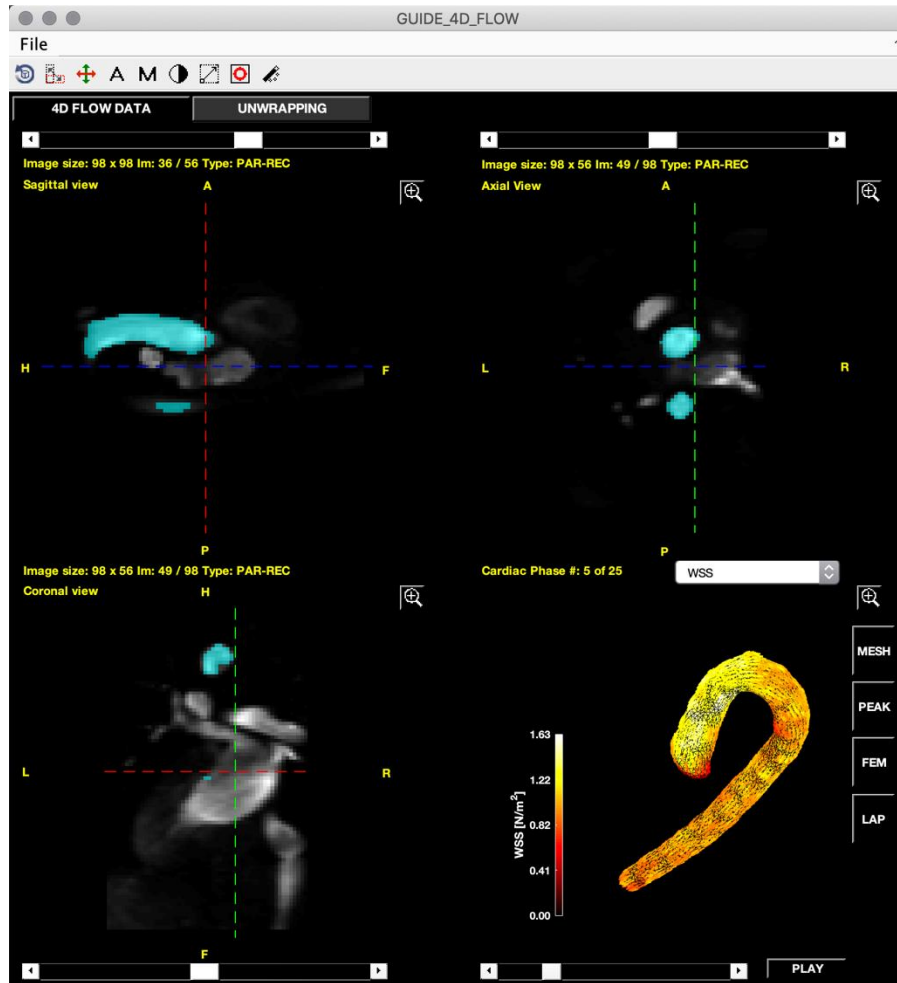 GUIDE_4D_FLOW
File
A M
4D FLOW DATA UNWRAPPING
Image size: 98 x 98 Im: 36 / 56 Type: PAR-REC
Sagittal view
A
H
F
P
Image size: 98 x 56 Im: 49 / 98 Type: PAR-REC
Axial View
A
L
R
P
Image size: 98 x 56 Im: 49 / 98 Type: PAR-REC
Coronal view
H
L
R
F
Cardiac Phase #: 5 of 25
WSS
MESH
PEAK
FEM
LAP
WSS [N/m²]
1.63
1.22
0.82
0.41
0.00
PLAY